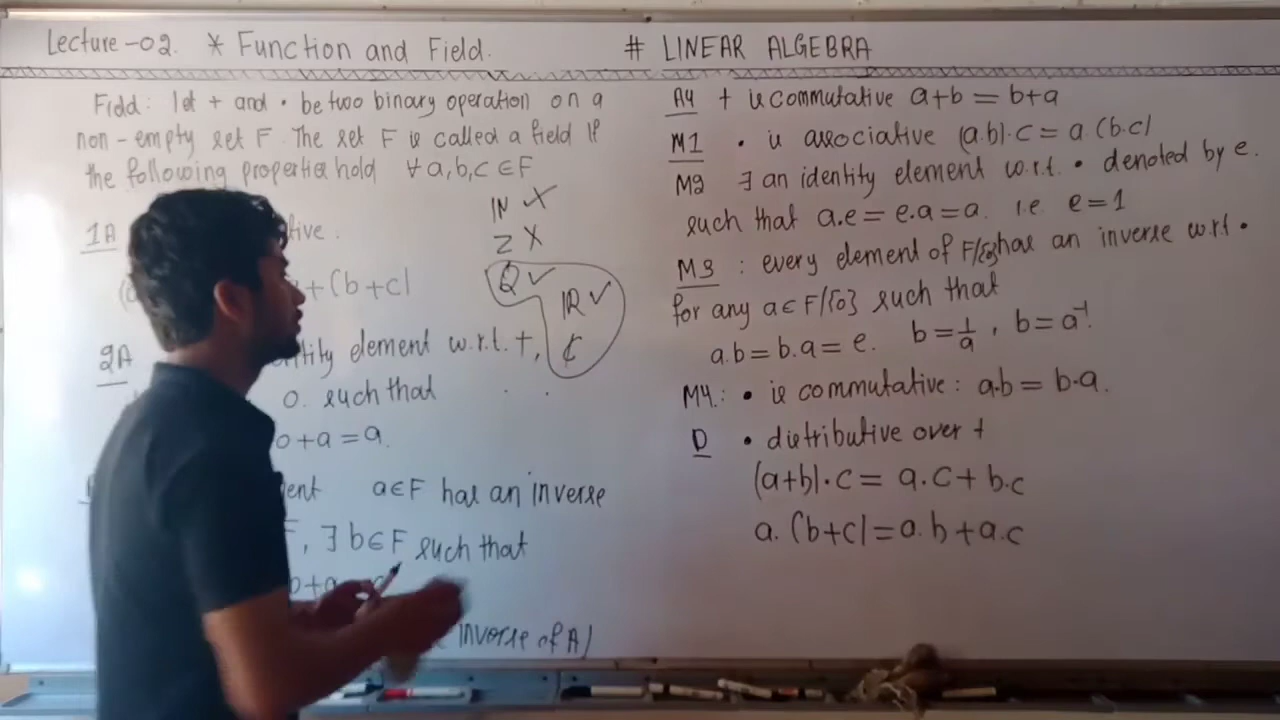 Lecture-02. * Function and Field.
# LINEAR ALGEBRA
Field: let + and • be two binary operation on a
non-empty set F. The set F is called a field if
the following propertie hold ∀ a,b,c ∈ F
1A tive.
+(b+c)
2A tity element w.r.t. +,
0. such that
0+a=a.
ent a∈F has an inverse
F, ∃ b∈F such that
b+a
inverse of A)
IN X
Z X
Q ✓
IR ✓
₵
A4 + is commutative a+b=b+a
M1 • is associative (a.b).c=a.(b.c)
M2 ∃ an identity element w.r.t. • denoted by e.
such that a.e=e.a=a. i.e. e=1
M3: every element of F/{0} has an inverse w.r.t •
for any a∈F/{0} such that
a.b=b.a=e. b=1/a, b=a⁻¹.
M4.: • is commutative: a.b=b.a.
D • distributive over +
(a+b).c=a.c+b.c
a.(b+c)=a.b+a.c